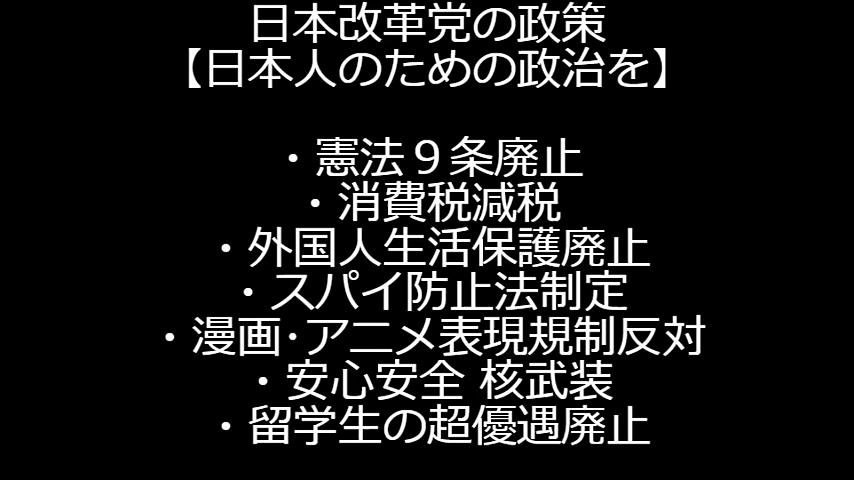 日本改革党の政策
【日本人のための政治を】
・憲法９条廃止
・消費税減税
・外国人生活保護廃止
・スパイ防止法制定
・漫画･アニメ表現規制反対
・安心安全 核武装
・留学生の超優遇廃止